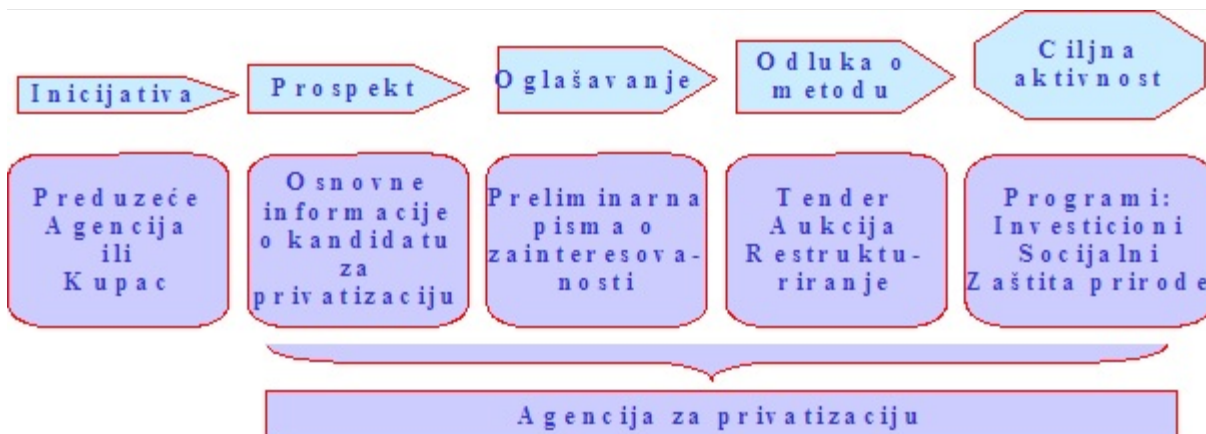 Inicijativa
Prospekt
Oglašavanje
Odluka o
metodu
Ciljna
aktivnost
Preduzeće
Agencija
ili
Kupac
Osnovne
informacije
o kandidatu
za
privatizaciju
Preliminarna
pisma o
zainteresova-
nosti
Tender
Aukcija
Restruktu-
riranje
Programi:
Investicioni
Socijalni
Zaštita prirode
Agencija za privatizaciju